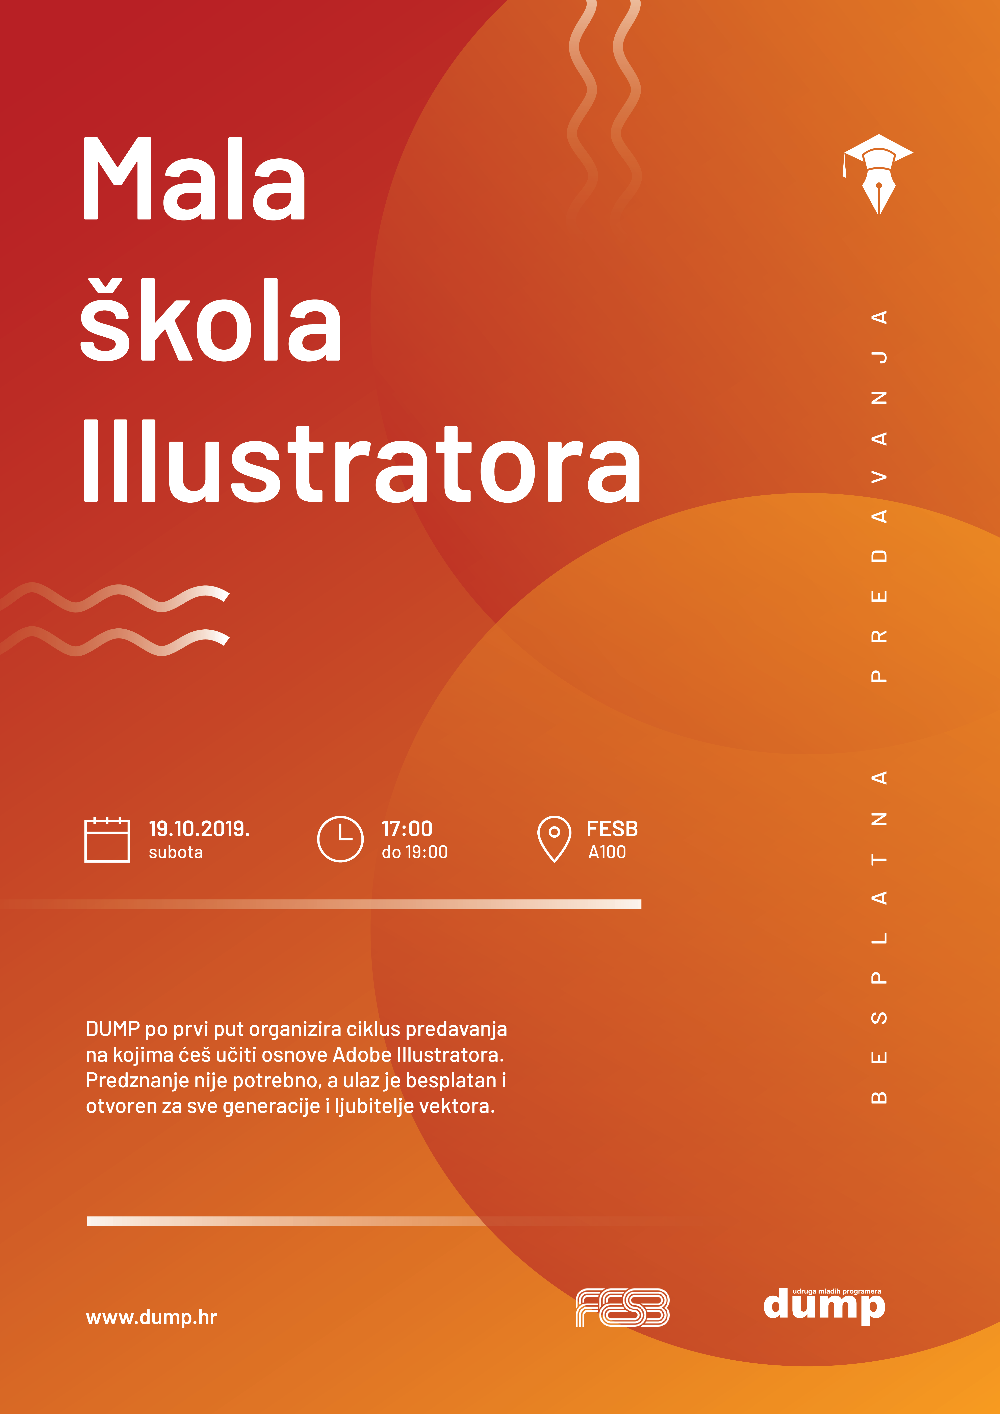 Mala
škola
Illustratora
BESPLATNA PREDAVANJA
19.10.2019.
subota
17:00
do 19:00
FESB
A100
DUMP po prvi put organizira ciklus predavanja
na kojima ćeš učiti osnove Adobe Illustratora.
Predznanje nije potrebno, a ulaz je besplatan i
otvoren za sve generacije i ljubitelje vektora.
www.dump.hr
FESB
udruga mladih programera
dump